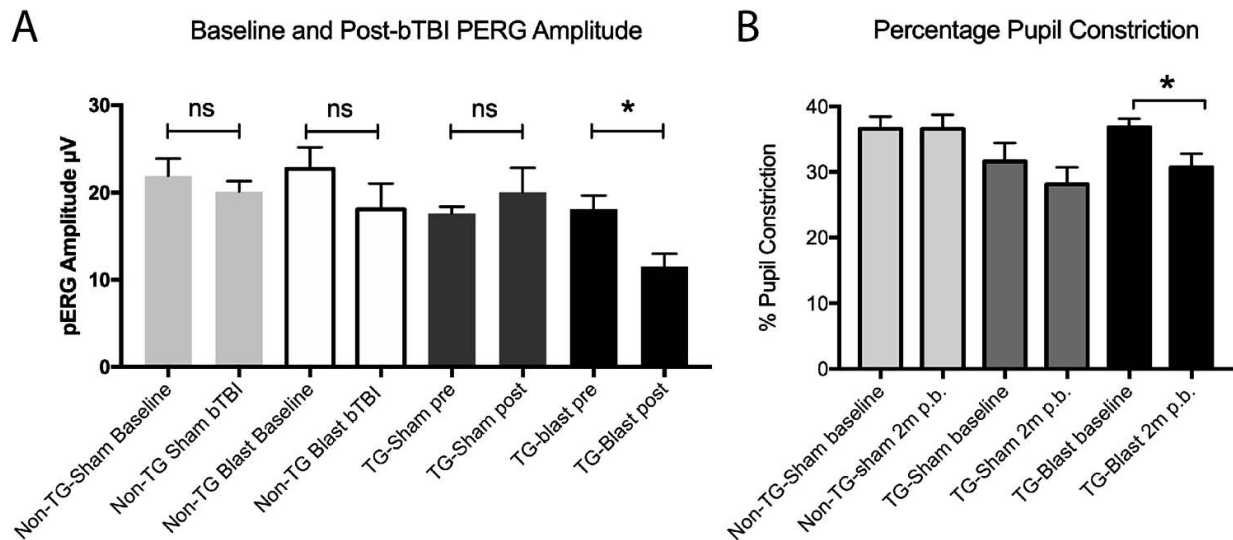 A
Baseline and Post-bTBI PERG Amplitude
pERG Amplitude µV
30
20
10
0
ns
ns
ns
*
Non-TG-Sham Baseline
Non-TG Sham bTBI
Non-TG Blast Baseline
Non-TG Blast bTBI
TG-Sham pre
TG-Sham post
TG-blast pre
TG-Blast post
B
Percentage Pupil Constriction
% Pupil Constriction
40
30
20
10
0
*
Non-TG-Sham baseline
Non-TG-sham 2m p.b.
TG-Sham baseline
TG-Sham 2m p.b.
TG-Blast baseline
TG-Blast 2m p.b.